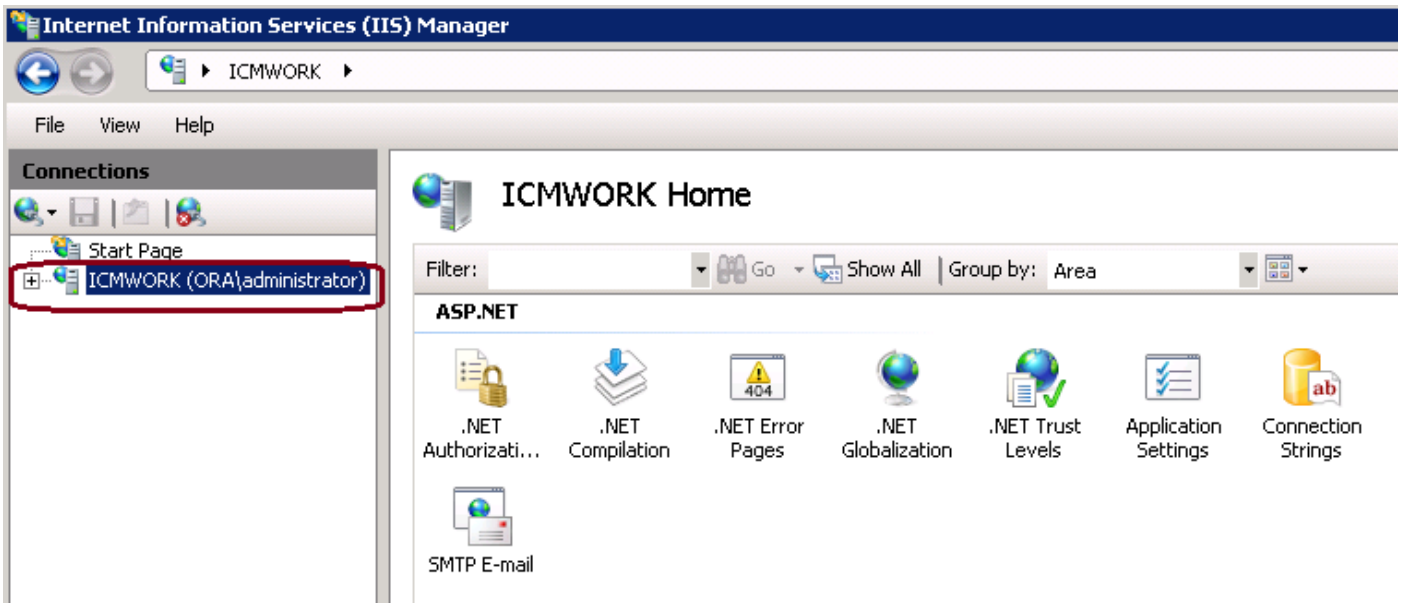 Internet Information Services (IIS) Manager
ICMWORK
File View Help
Connections
Start Page
ICMWORK (ORA\administrator)
ICMWORK Home
Filter: Go Show All Group by: Area
ASP.NET
.NET Authorizati...
.NET Compilation
404
.NET Error Pages
.NET Globalization
.NET Trust Levels
Application Settings
ab
Connection Strings
SMTP E-mail